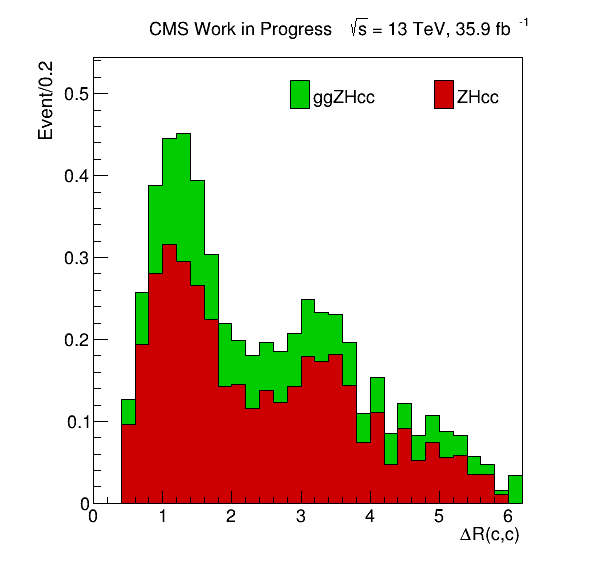 CMS Work in Progress √s = 13 TeV, 35.9 fb -1
Event/0.2
ggZHcc ZHcc
0.5
0.4
0.3
0.2
0.1
0
0 1 2 3 4 5 6
ΔR(c,c)